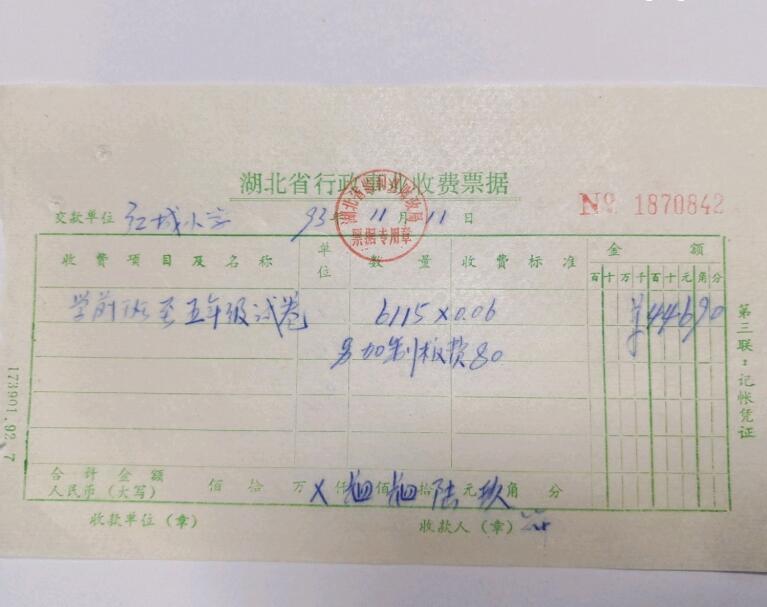 湖北省行政事业收费票据
交款单位 红城小学 93年11月11日 № 1870842
收费项目及名称 单位 数量 收费标准 金额
百十万千百十元角分
学前班至五年级试卷 6115×0.06 ¥44690
另加制板费80
合计金额
人民币（大写） 佰拾万×仟肆佰肆拾陆元玖角 分
收款单位（章） 收款人（章）
第三联：记帐凭证
173901.92.7
票据专用章